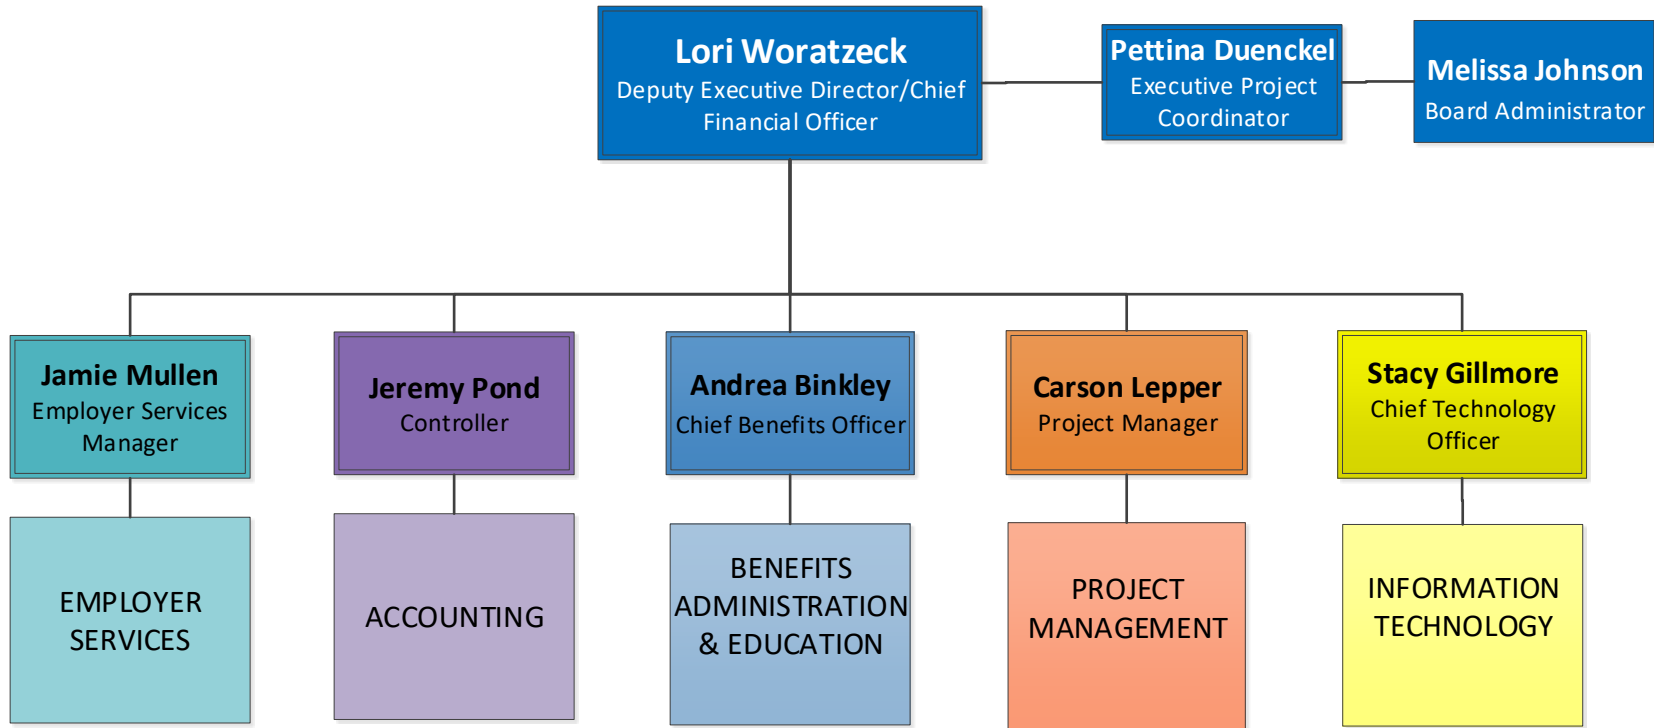 Lori Woratzeck
Deputy Executive Director/Chief
Financial Officer
Pettina Duenckel
Executive Project
Coordinator
Melissa Johnson
Board Administrator
Jamie Mullen
Employer Services
Manager
Jeremy Pond
Controller
Andrea Binkley
Chief Benefits Officer
Carson Lepper
Project Manager
Stacy Gillmore
Chief Technology
Officer
EMPLOYER
SERVICES
ACCOUNTING
BENEFITS
ADMINISTRATION
& EDUCATION
PROJECT
MANAGEMENT
INFORMATION
TECHNOLOGY